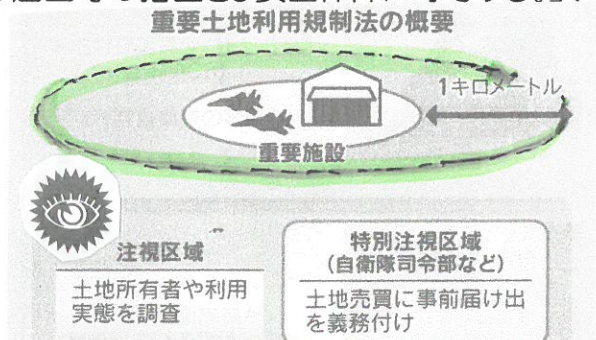 重要土地利用規制法の概要
1キロメートル
重要施設
注視区域
土地所有者や利用
実態を調査
特別注視区域
(自衛隊司令部など)
土地売買に事前届け出
を義務付け